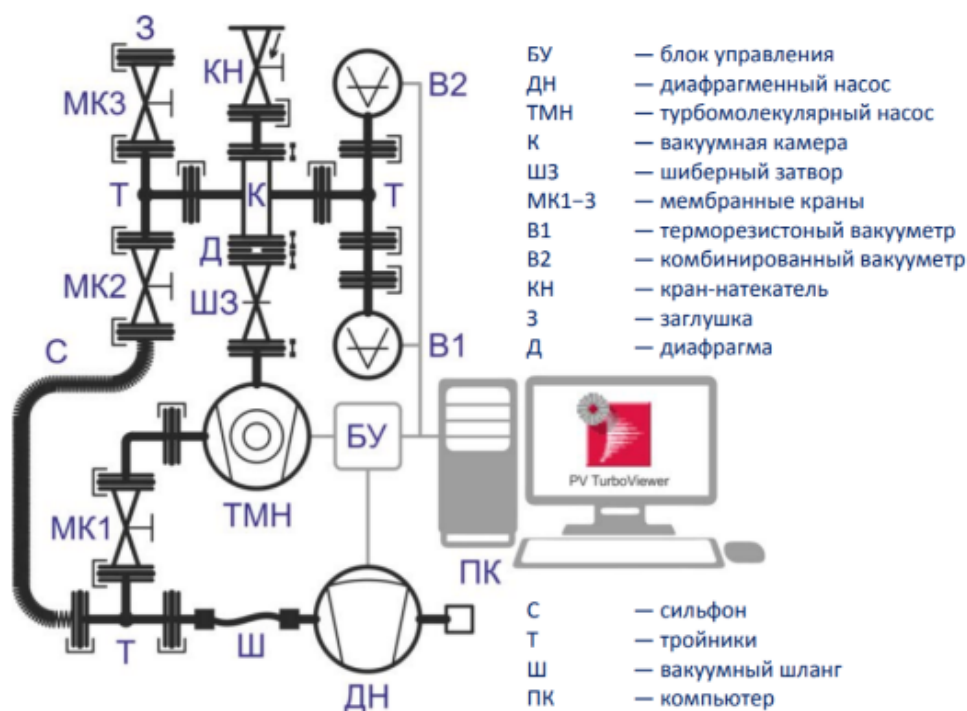 З
КН
В2
МК3
Т
К
Т
Д
МК2
ШЗ
С
В1
БУ
PV TurboViewer
ТМН
МК1
ПК
Т
Ш
ДН
БУ — блок управления
ДН — диафрагменный насос
ТМН — турбомолекулярный насос
К — вакуумная камера
ШЗ — шиберный затвор
МК1–3 — мембранные краны
В1 — терморезистоный вакууметр
В2 — комбинированный вакууметр
КН — кран-натекатель
З — заглушка
Д — диафрагма
С — сильфон
Т — тройники
Ш — вакуумный шланг
ПК — компьютер